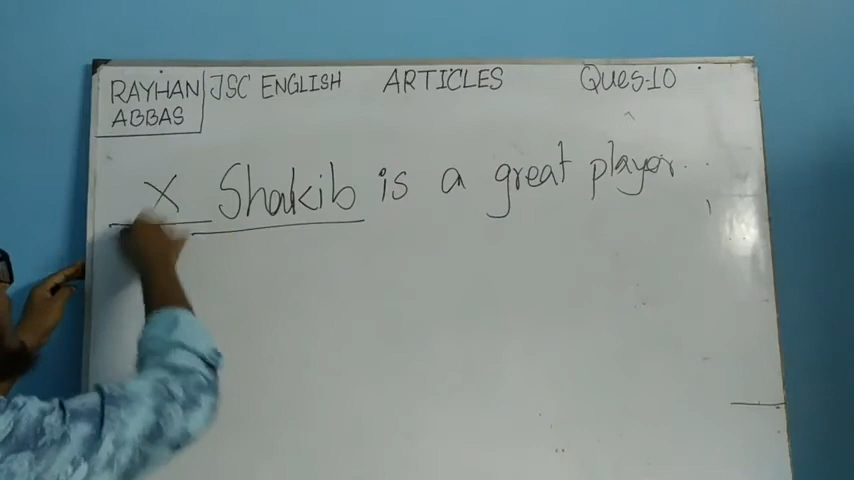 RAYHAN ABBAS JSC ENGLISH ARTICLES Ques-10
X Shakib is a great player.